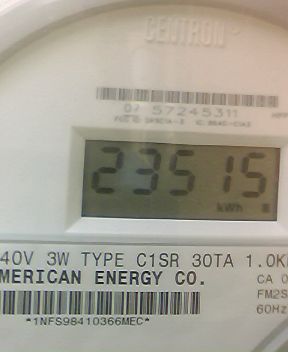 CENTRON
57245311
23515
kWh
40V 3W TYPE C1SR 30TA 1.0K
MERICAN ENERGY CO.
CA 0
FM2S
60Hz
*1NFS98410366MEC*